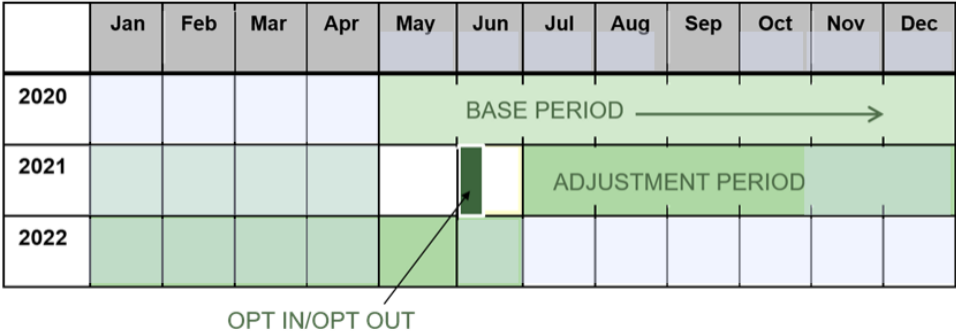 Jan Feb Mar Apr May Jun Jul Aug Sep Oct Nov Dec
2020
BASE PERIOD
2021
ADJUSTMENT PERIOD
2022
OPT IN/OPT OUT